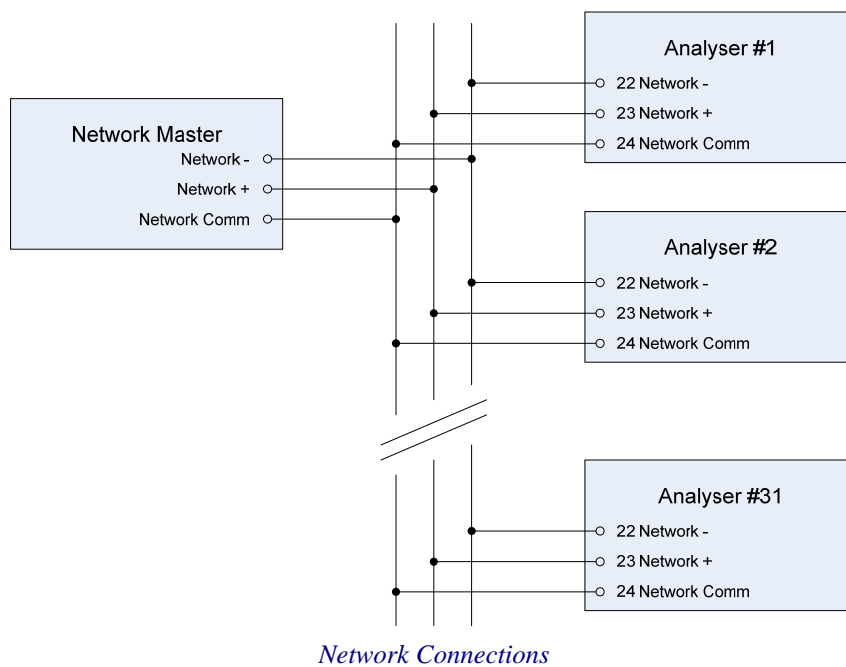 Network Master
Network -
Network +
Network Comm
Analyser #1
22 Network -
23 Network +
24 Network Comm
Analyser #2
22 Network -
23 Network +
24 Network Comm
Analyser #31
22 Network -
23 Network +
24 Network Comm
Network Connections